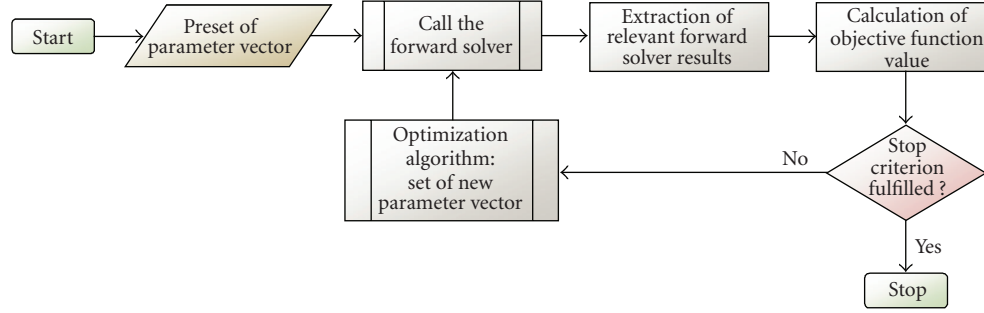 Start
Preset of
parameter vector
Call the
forward solver
Extraction of
relevant forward
solver results
Calculation of
objective function
value
Optimization
algorithm:
set of new
parameter vector
No
Stop
criterion
fulfilled ?
Yes
Stop